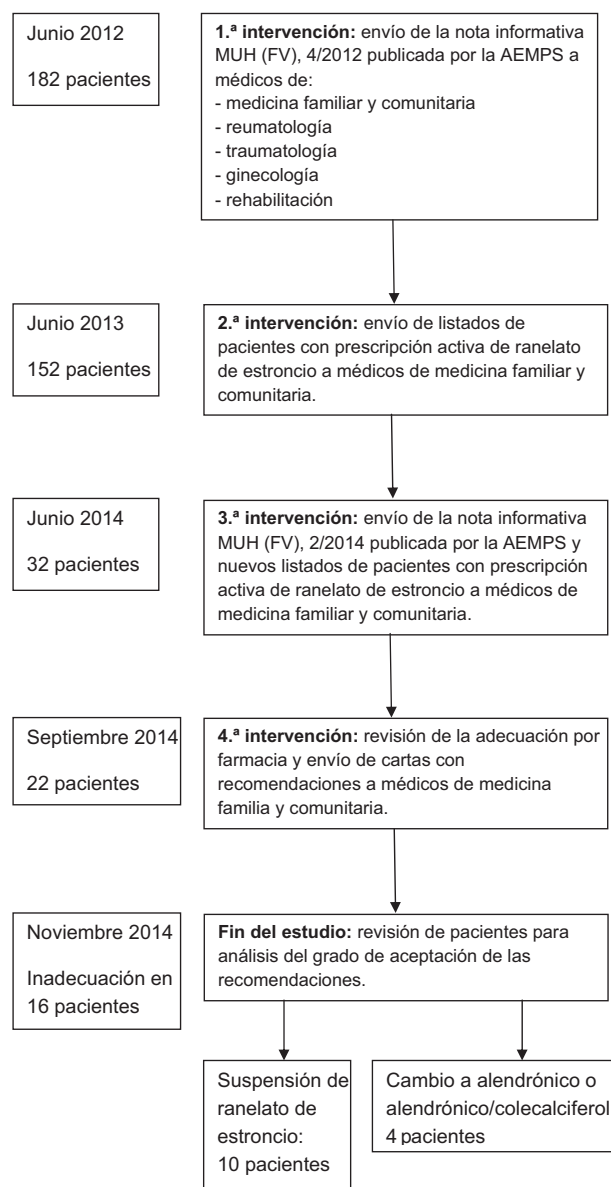 Junio 2012
182 pacientes
1.ª intervención: envío de la nota informativa
MUH (FV), 4/2012 publicada por la AEMPS a
médicos de:
- medicina familiar y comunitaria
- reumatología
- traumatología
- ginecología
- rehabilitación
Junio 2013
152 pacientes
2.ª intervención: envío de listados de
pacientes con prescripción activa de ranelato
de estroncio a médicos de medicina familiar y
comunitaria.
Junio 2014
32 pacientes
3.ª intervención: envío de la nota informativa
MUH (FV), 2/2014 publicada por la AEMPS y
nuevos listados de pacientes con prescripción
activa de ranelato de estroncio a médicos de
medicina familiar y comunitaria.
Septiembre 2014
22 pacientes
4.ª intervención: revisión de la adecuación por
farmacia y envío de cartas con
recomendaciones a médicos de medicina
familia y comunitaria.
Noviembre 2014
Inadecuación en
16 pacientes
Fin del estudio: revisión de pacientes para
análisis del grado de aceptación de las
recomendaciones.
Suspensión de
ranelato de
estroncio:
10 pacientes
Cambio a alendrónico o
alendrónico/colecalciferol
4 pacientes